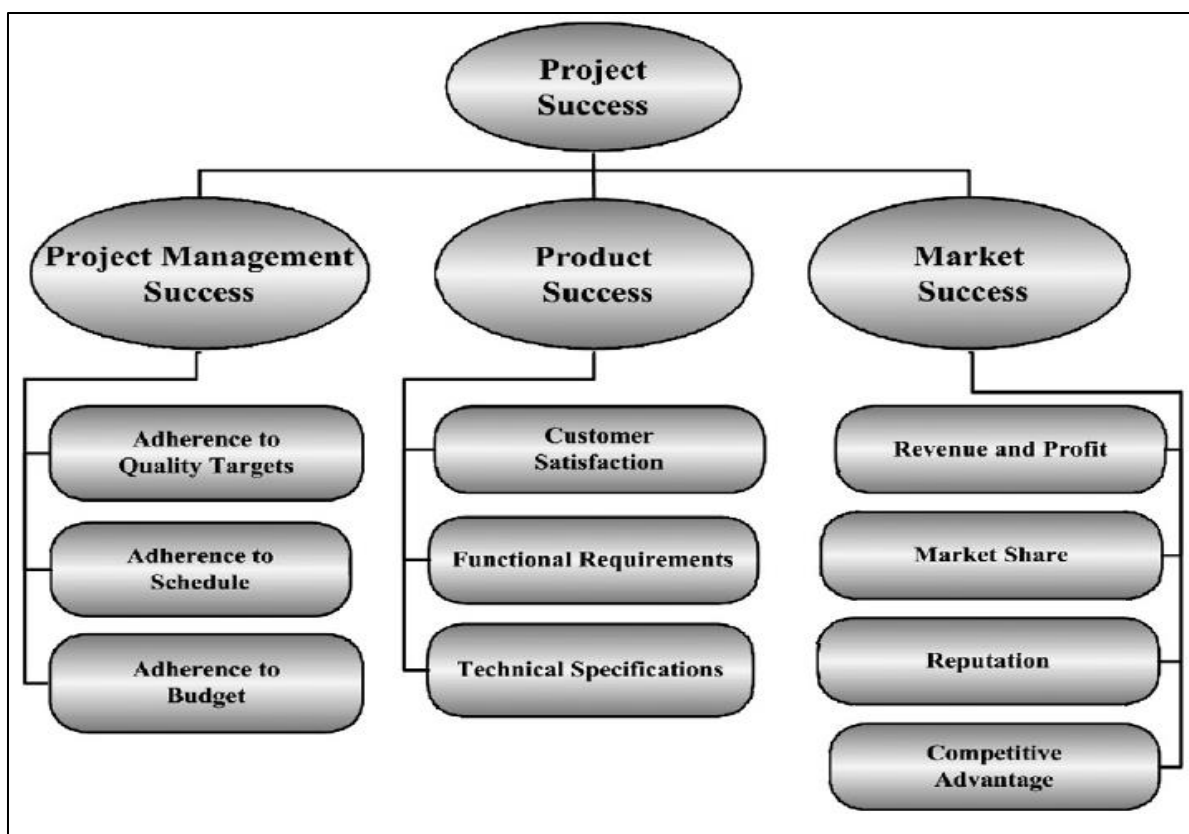 Project
Success
Project Management
Success
Product
Success
Market
Success
Adherence to
Quality Targets
Adherence to
Schedule
Adherence to
Budget
Customer
Satisfaction
Functional Requirements
Technical Specifications
Revenue and Profit
Market Share
Reputation
Competitive
Advantage